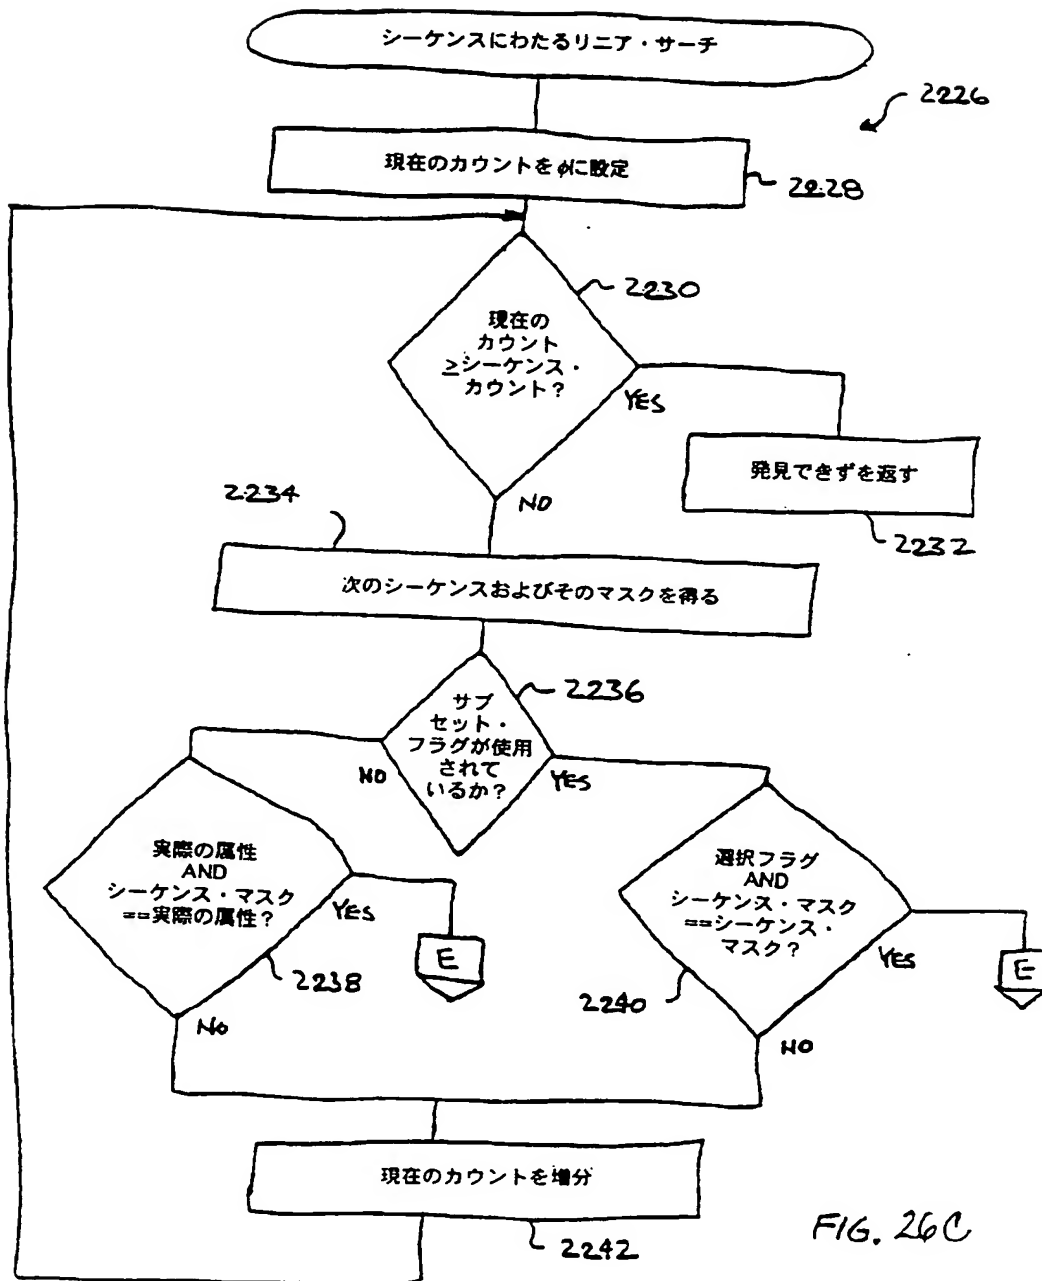 シーケンスにわたるリニア・サーチ
2226
現在のカウントをφに設定
2228
2230
現在の
カウント
≥シーケンス・
カウント?
YES
NO
発見できずを返す
2232
2234
次のシーケンスおよびそのマスクを得る
2236
サブ
セット・
フラグが使用
されて
いるか?
NO
YES
実際の属性
AND
シーケンス・マスク
==実際の属性?
YES
E
2238
No
選択フラグ
AND
シーケンス・マスク
==シーケンス・
マスク?
YES
E
2240
NO
現在のカウントを増分
2242
FIG. 26C